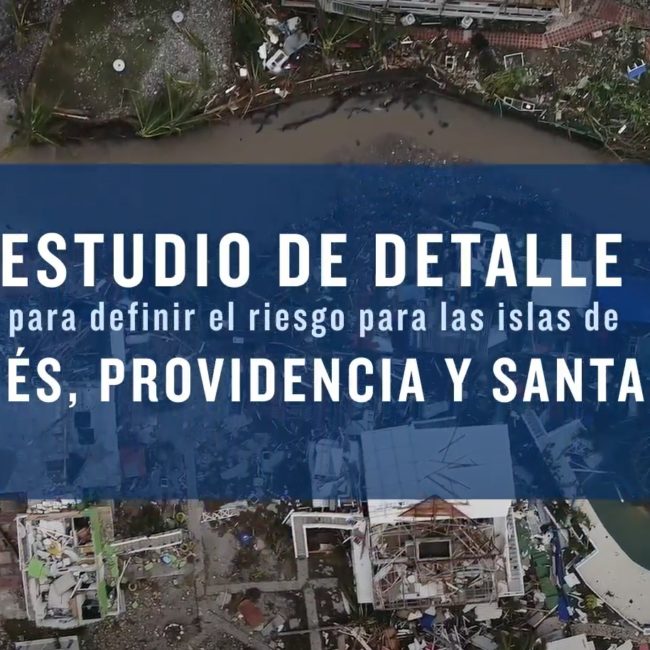 ESTUDIO DE DETALLE
para definir el riesgo para las islas de
ÉS, PROVIDENCIA Y SANTA